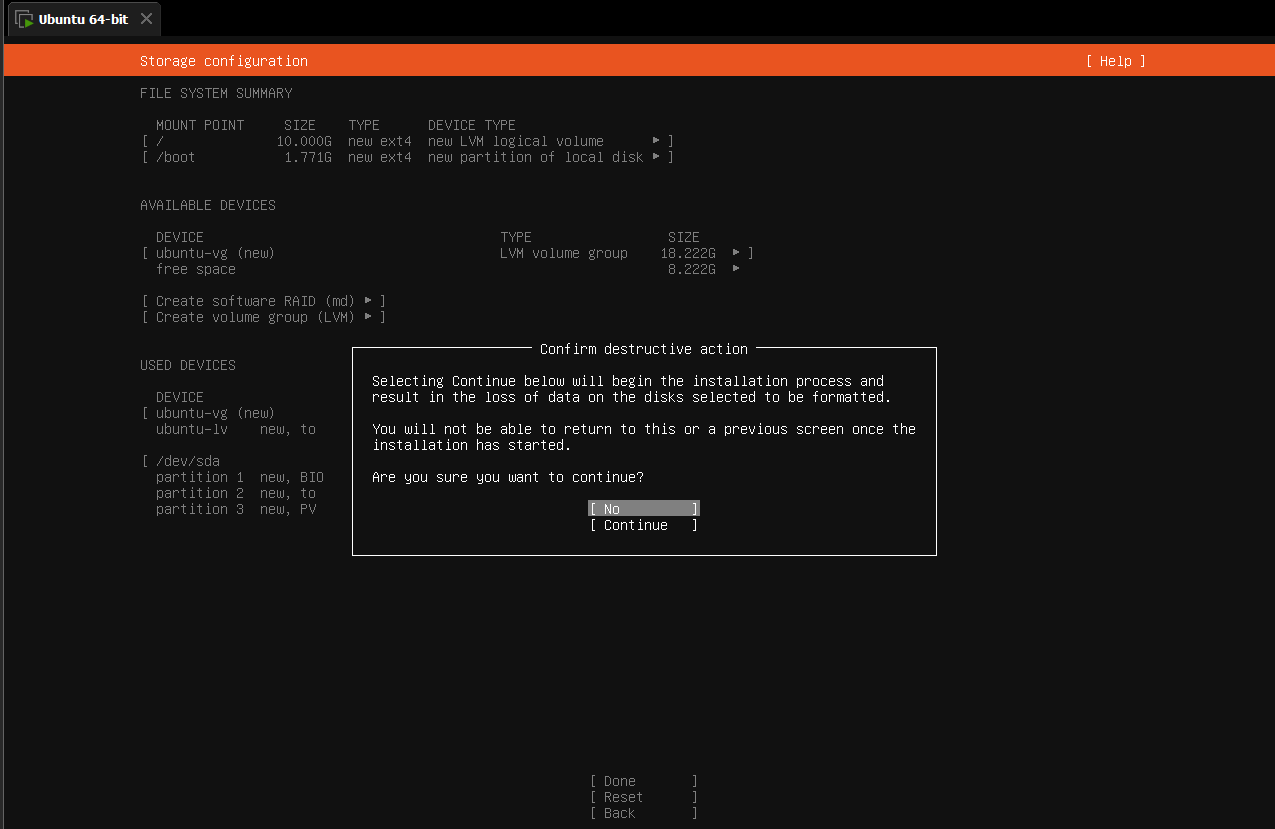 Ubuntu 64-bit
Storage configuration [ Help ]
FILE SYSTEM SUMMARY
MOUNT POINT SIZE TYPE DEVICE TYPE
[ / 10.000G new ext4 new LVM logical volume ▸ ]
[ /boot 1.771G new ext4 new partition of local disk ▸ ]
AVAILABLE DEVICES
DEVICE TYPE SIZE
[ ubuntu-vg (new) LVM volume group 18.222G ▸ ]
free space 8.222G ▸
[ Create software RAID (md) ▸ ]
[ Create volume group (LVM) ▸ ]
USED DEVICES
DEVICE
[ ubuntu-vg (new)
ubuntu-lv new, to
[ /dev/sda
partition 1 new, BIO
partition 2 new, to
partition 3 new, PV
Confirm destructive action
Selecting Continue below will begin the installation process and
result in the loss of data on the disks selected to be formatted.
You will not be able to return to this or a previous screen once the
installation has started.
Are you sure you want to continue?
[ No ]
[ Continue ]
[ Done ]
[ Reset ]
[ Back ]